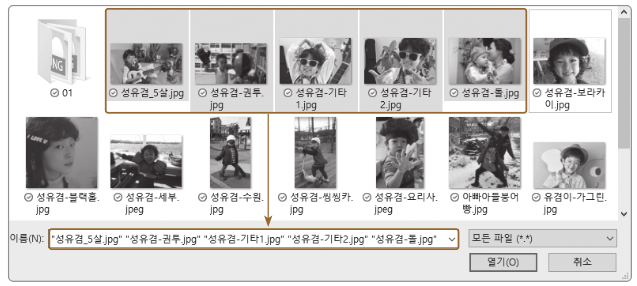 NG
01
성유겸_5살.jpg
성유겸-권투.
jpg
성유겸-기타
1.jpg
성유겸-기타
2.jpg
성유겸-돌.jpg
성유겸-보라카
이.jpg
성유겸-블랙홀.
jpg
성유겸-세부.
jpeg
성유겸-수원.
jpg
성유겸-씽씽카.
jpg
성유겸-요리사.
jpeg
아빠아들붕어
빵.jpg
유겸이-가그린.
jpg
이름(N): "성유겸_5살.jpg" "성유겸-권투.jpg" "성유겸-기타1.jpg" "성유겸-기타2.jpg" "성유겸-돌.jpg" 모든 파일 (*.*)
열기(O) 취소